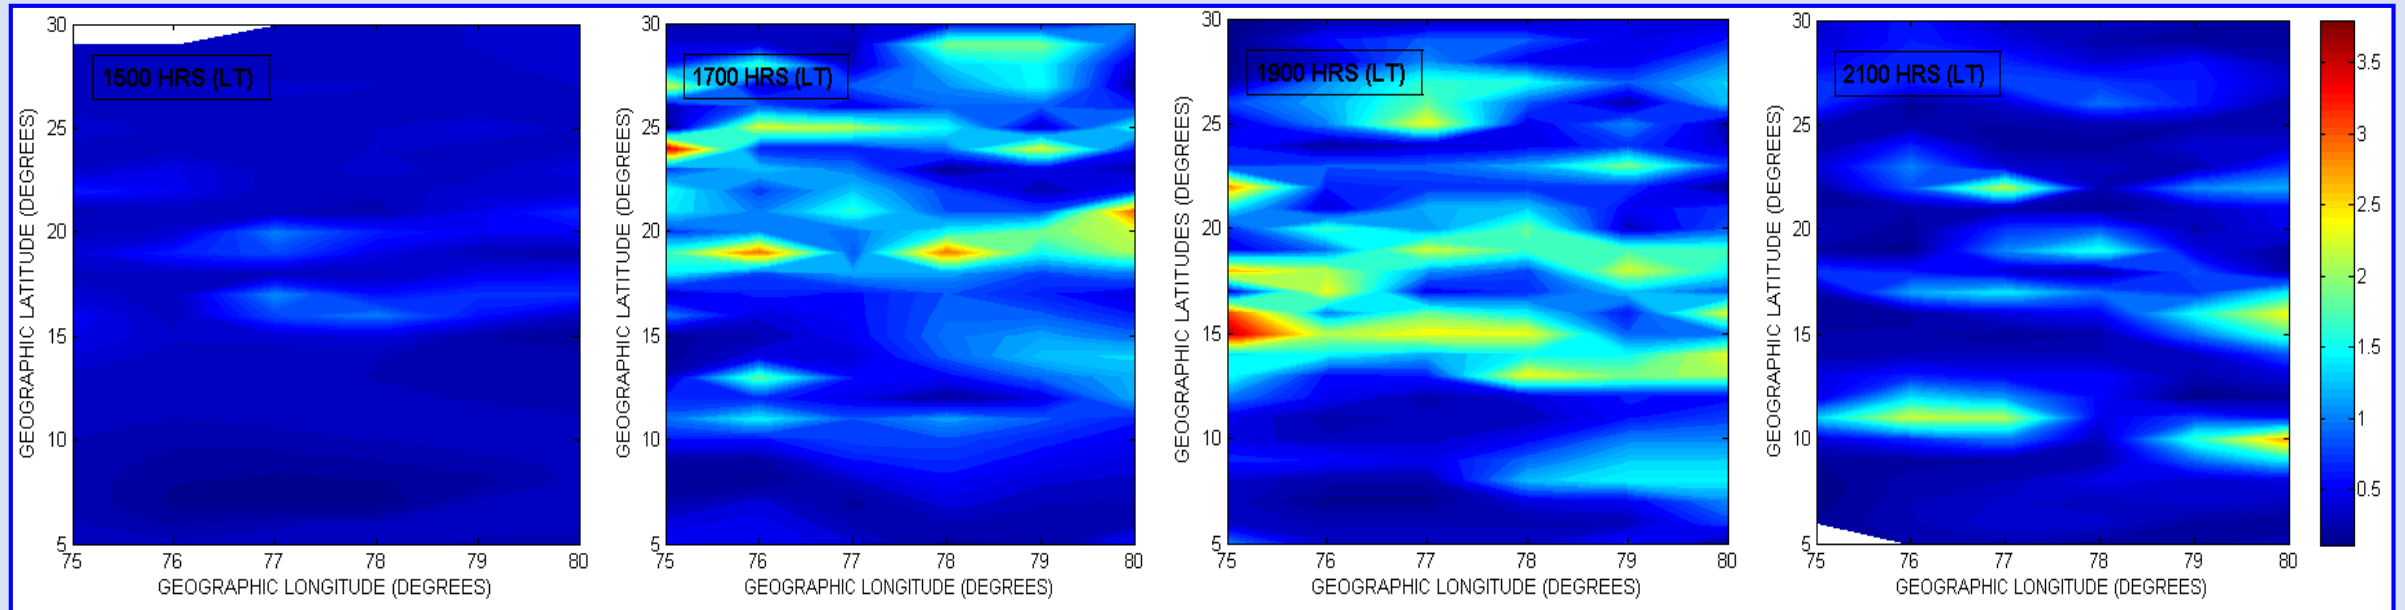 1500 HRS (LT)
GEOGRAPHIC LATITUDE (DEGREES)
30
25
20
15
10
5
75 76 77 78 79 80
GEOGRAPHIC LONGITUDE (DEGREES)
1700 HRS (LT)
GEOGRAPHIC LATITUDE (DEGREES)
30
25
20
15
10
5
75 76 77 78 79 80
GEOGRAPHIC LONGITUDE (DEGREES)
1900 HRS (LT)
GEOGRAPHIC LATITUDES (DEGREES)
30
25
20
15
10
5
75 76 77 78 79 80
GEOGRAPHIC LONGITUDE (DEGREES)
2100 HRS (LT)
GEOGRAPHIC LATITUDE (DEGREES)
30
25
20
15
10
5
75 76 77 78 79 80
GEOGRAPHIC LONGITUDE (DEGREES)
3.5
3
2.5
2
1.5
1
0.5